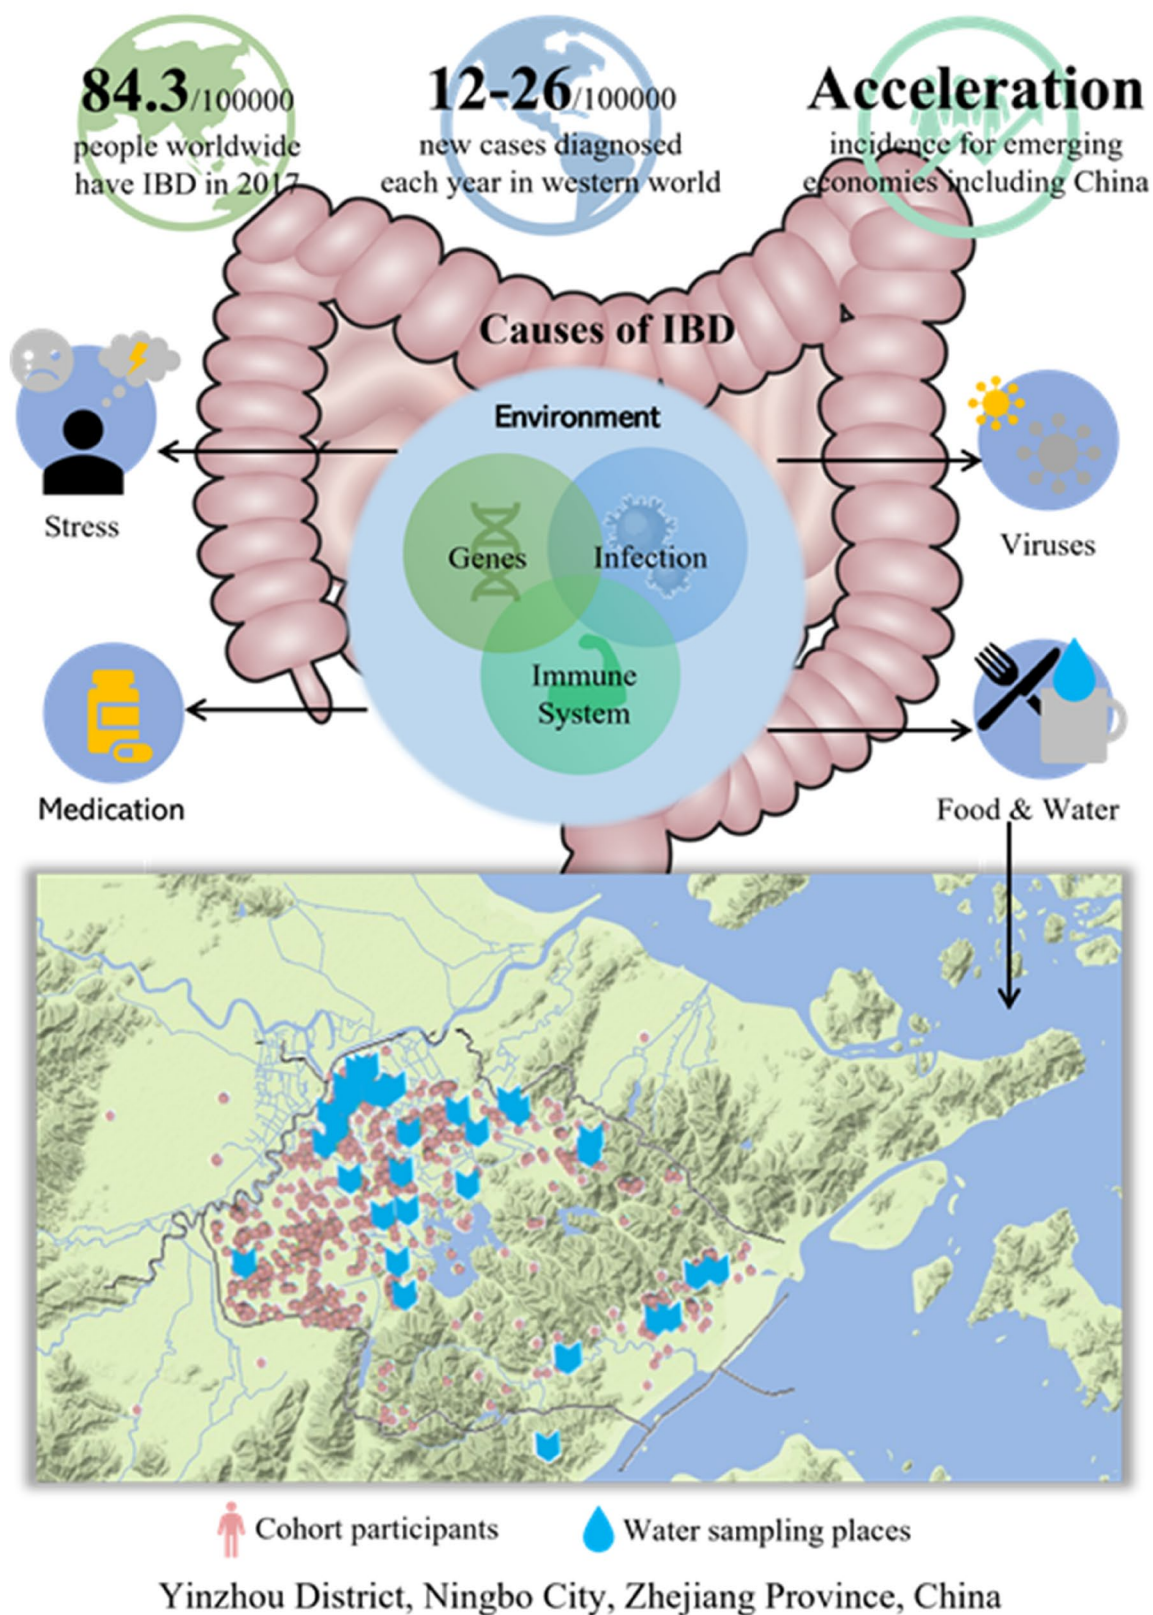 84.3/100000
people worldwide
have IBD in 2017
12-26/100000
new cases diagnosed
each year in western world
Acceleration
incidence for emerging
economies including China
Causes of IBD
Environment
Genes
Infection
Immune
System
Stress
Viruses
Medication
Food & Water
Cohort participants
Water sampling places
Yinzhou District, Ningbo City, Zhejiang Province, China